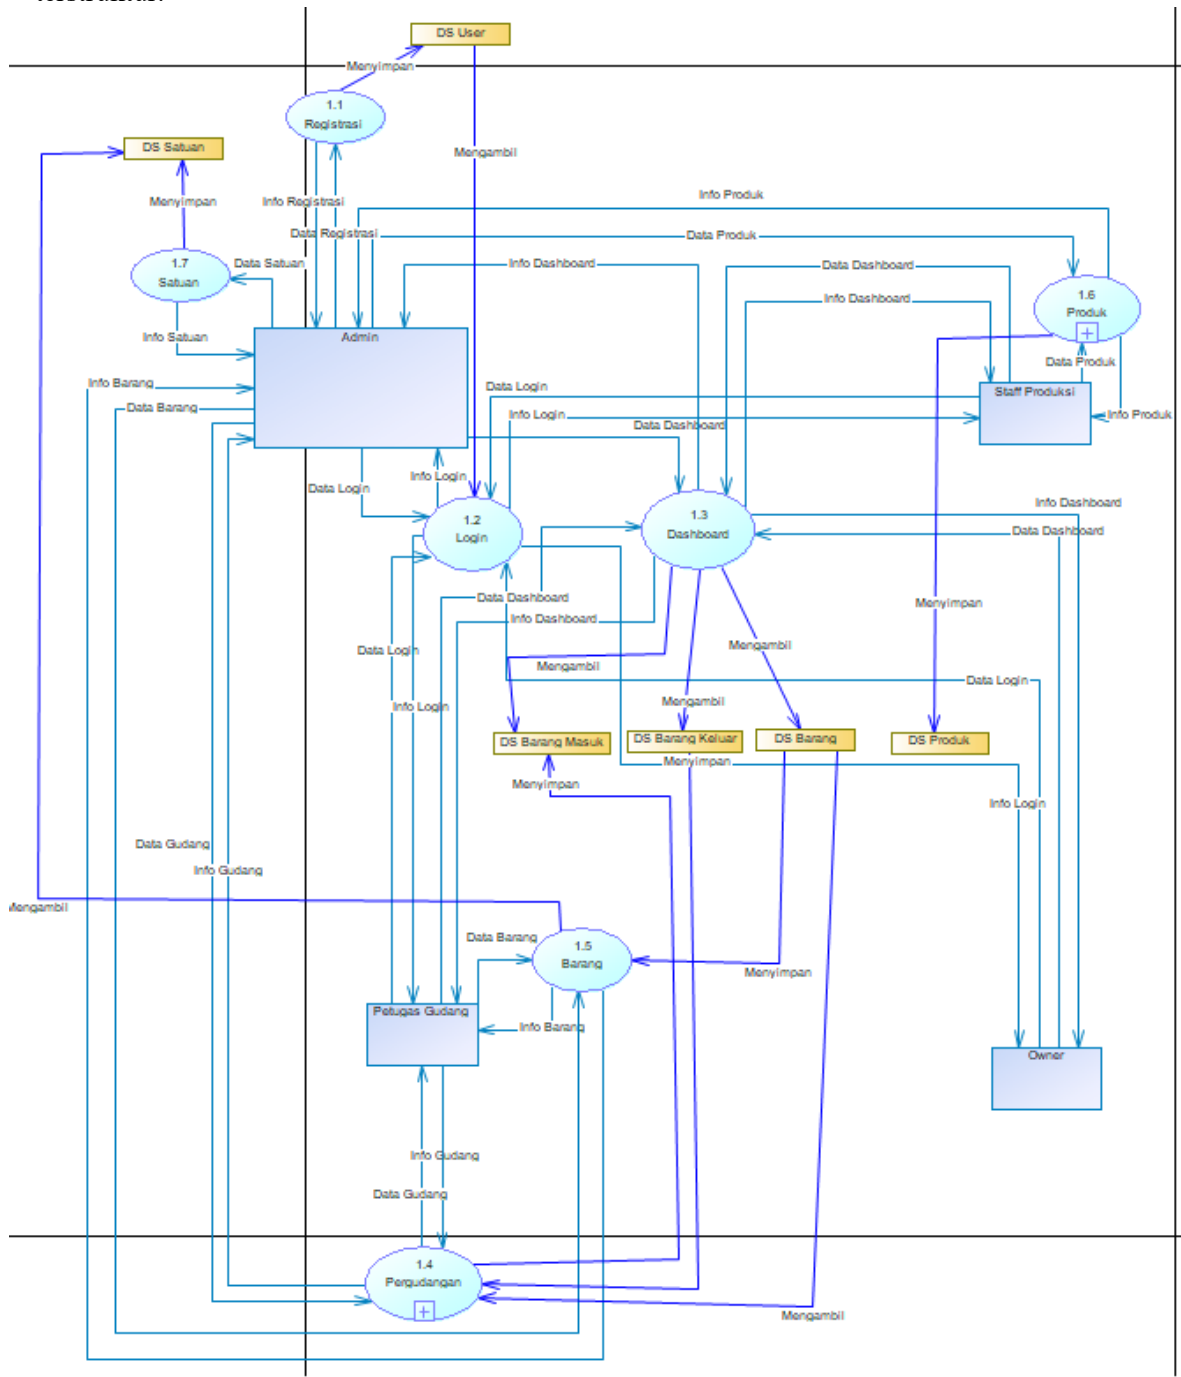 DS User
Menyimpan
1.1
Registrasi
DS Satuan
Mengambil
Menyimpan
Info Registrasi
Info Produk
Data Registrasi
Data Produk
1.7
Satuan
Data Satuan
Info Dashboard
Data Dashboard
Info Dashboard
1.6
Produk
Info Satuan
Admin
Data Produk
Info Barang
Data Login
Staff Produksi
Data Barang
Info Login
Info Produk
Data Dashboard
Info Login
Data Login
Info Dashboard
1.2
Login
1.3
Dashboard
Data Dashboard
Data Dashboard
Info Dashboard
Menyimpan
Data Login
Mengambil
Mengambil
Data Login
Info Login
Mengambil
DS Barang Masuk
DS Barang Keluar
DS Barang
DS Produk
Menyimpan
Menyimpan
Info Login
Data Gudang
Info Gudang
Mengambil
Data Barang
1.5
Barang
Menyimpan
Petugas Gudang
Info Barang
Owner
Info Gudang
Data Gudang
1.4
Pergudangan
Mengambil